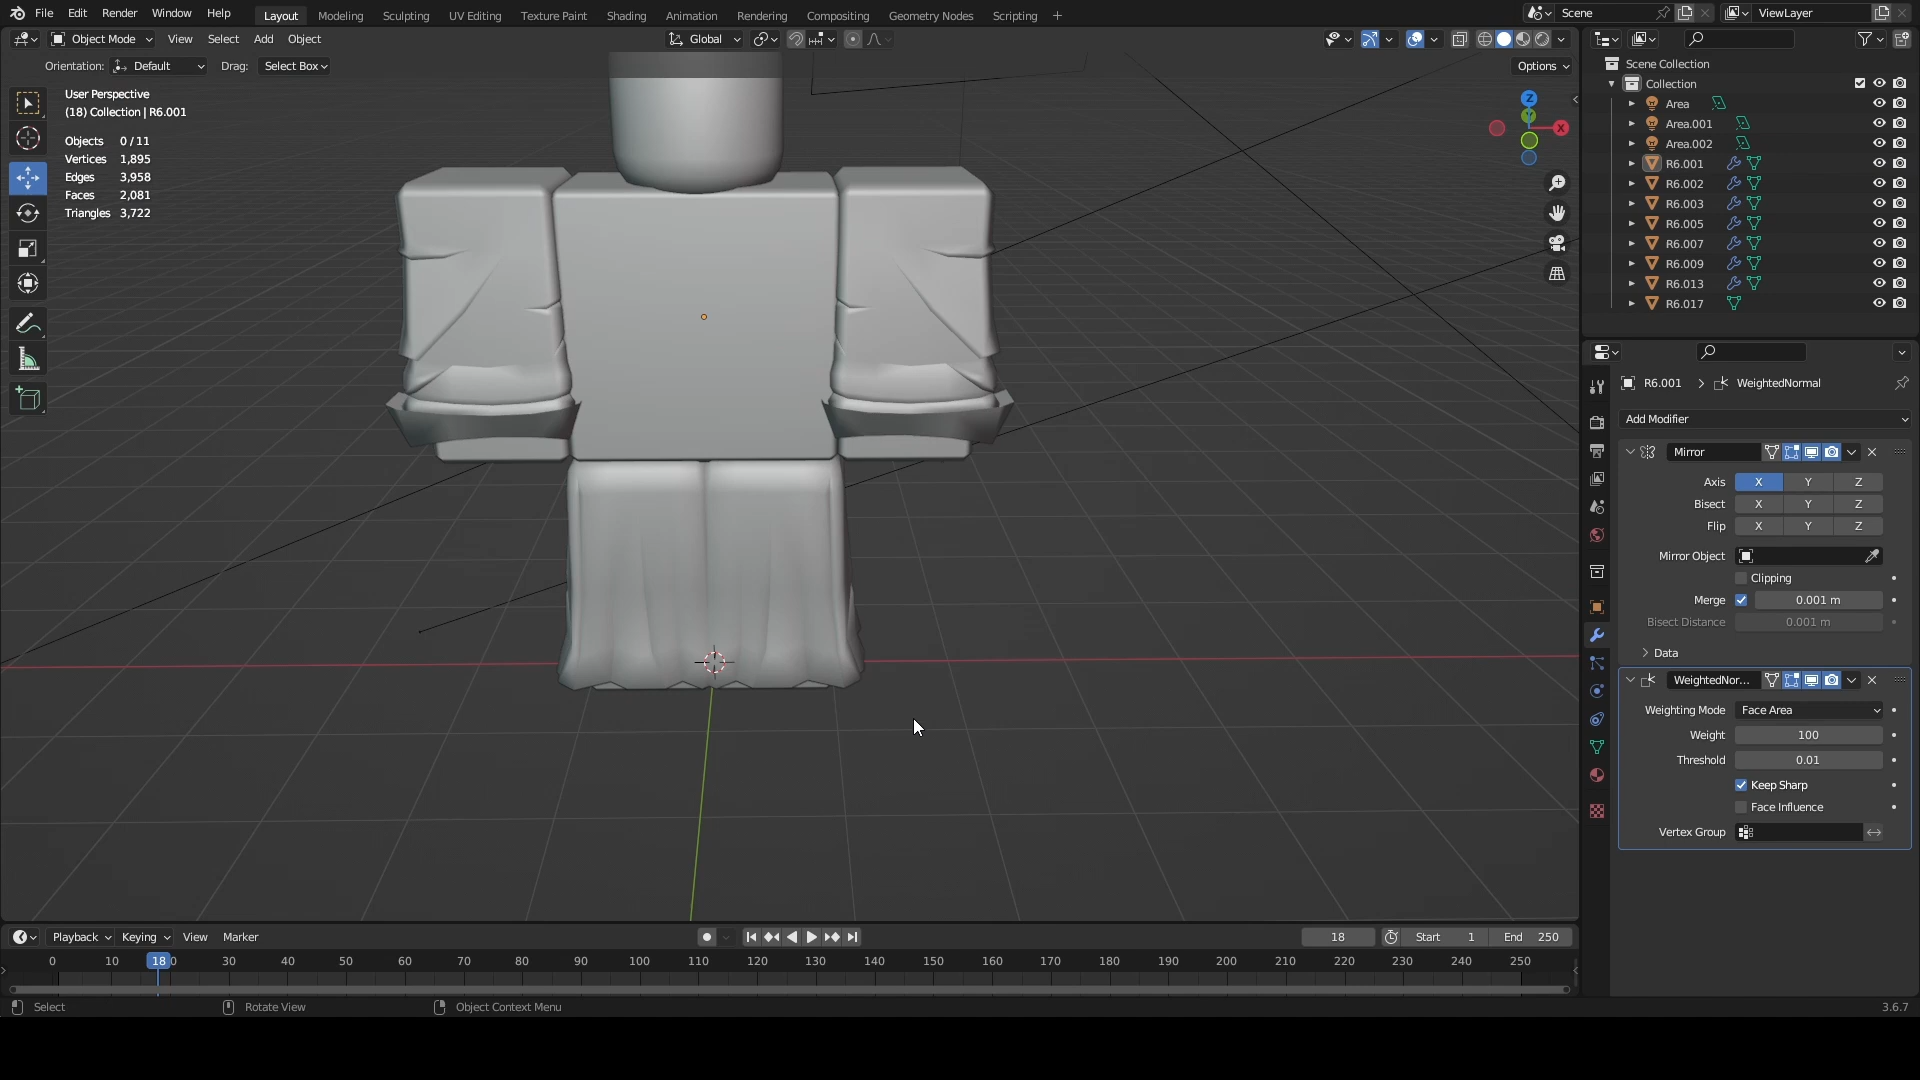 File Edit Render Window Help Layout Modeling Sculpting UV Editing Texture Paint Shading Animation Rendering Compositing Geometry Nodes Scripting + Scene ViewLayer
Object Mode View Select Add Object Global
Orientation: Default Drag: Select Box Options
User Perspective
(18) Collection | R6.001
Objects 0/11
Vertices 1,895
Edges 3,958
Faces 2,081
Triangles 3,722
Z
Y
X
Scene Collection
Collection
Area
Area.001
Area.002
R6.001
R6.002
R6.003
R6.005
R6.007
R6.009
R6.013
R6.017
R6.001 > WeightedNormal
Add Modifier
Mirror
Axis X Y Z
Bisect X Y Z
Flip X Y Z
Mirror Object
Clipping
Merge 0.001 m
Bisect Distance 0.001 m
Data
WeightedNor...
Weighting Mode Face Area
Weight 100
Threshold 0.01
Keep Sharp
Face Influence
Vertex Group
Playback Keying View Marker 18 Start 1 End 250
0 10 18 0 30 40 50 60 70 80 90 100 110 120 130 140 150 160 170 180 190 200 210 220 230 240 250
Select Rotate View Object Context Menu 3.6.7